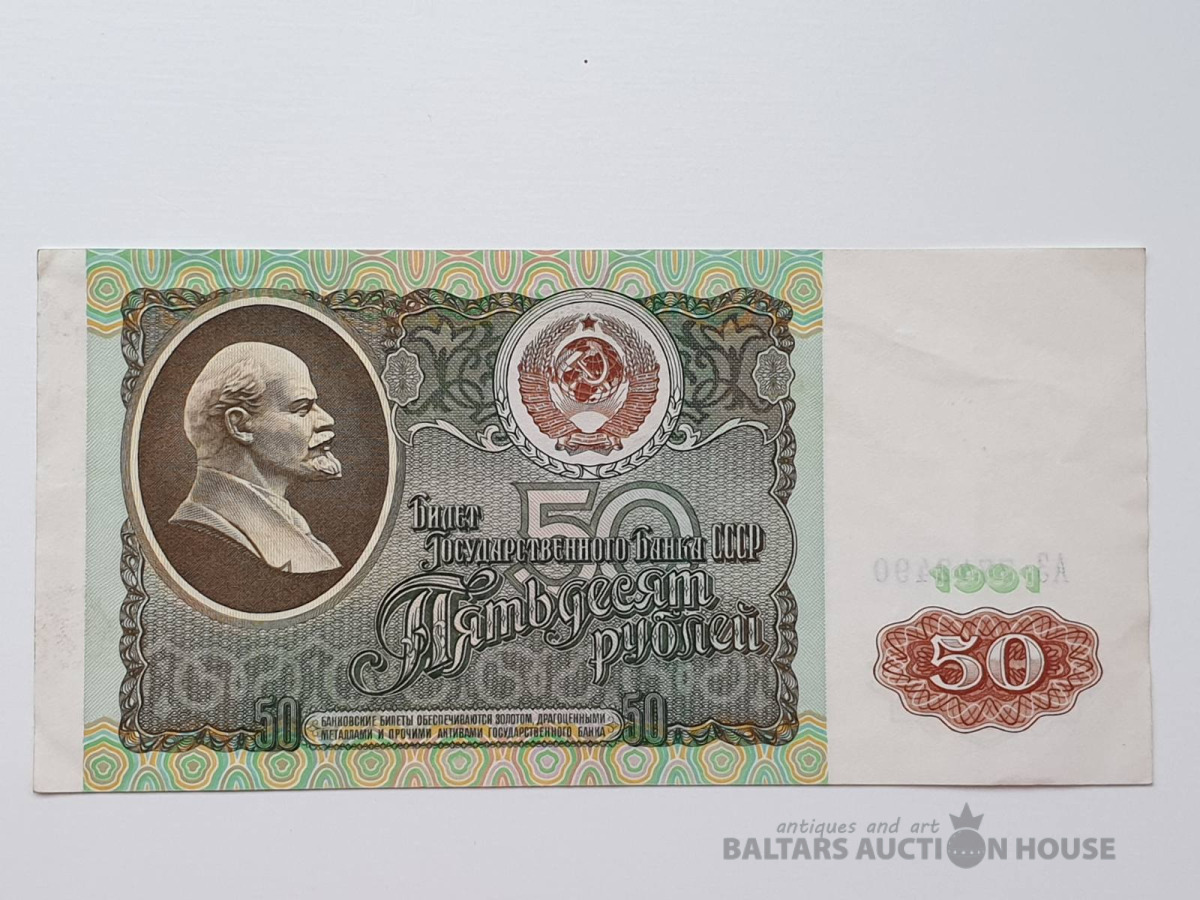 Билет
Государственного Банка СССР
50
Пятьдесят
рублей
1991
50
50
БАНКОВСКИЕ БИЛЕТЫ ОБЕСПЕЧИВАЮТСЯ ЗОЛОТОМ, ДРАГОЦЕННЫМИ
МЕТАЛЛАМИ И ПРОЧИМИ АКТИВАМИ ГОСУДАРСТВЕННОГО БАНКА
50
antiques and art
BALTARS AUCTION HOUSE